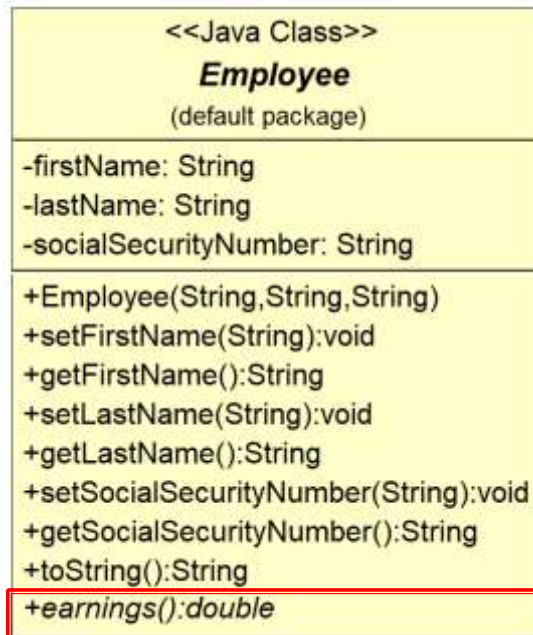 <<Java Class>>
Employee
(default package)
-firstName: String
-lastName: String
-socialSecurityNumber: String
+Employee(String,String,String)
+setFirstName(String):void
+getFirstName():String
+setLastName(String):void
+getLastName():String
+setSocialSecurityNumber(String):void
+getSocialSecurityNumber():String
+toString():String
+earnings():double